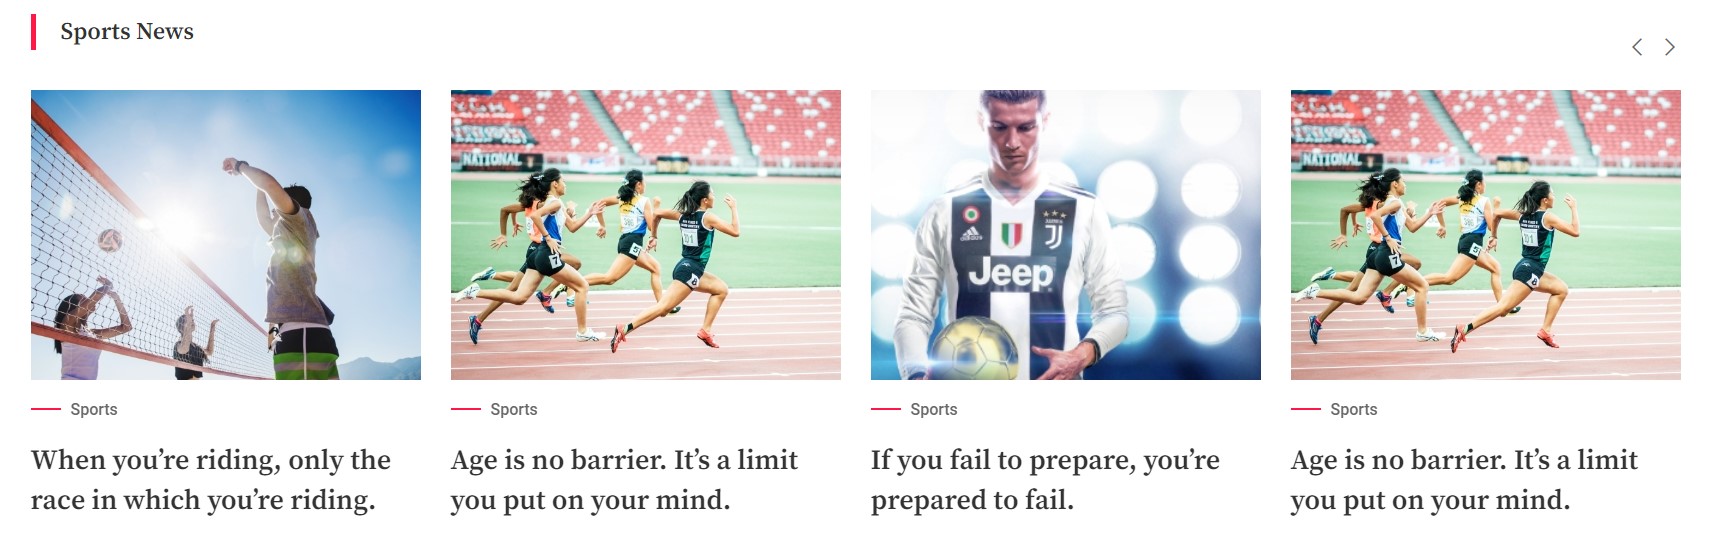 Sports News
NATIONAL
Jeep
NATIONAL
Sports
Sports
Sports
Sports
When you’re riding, only the
race in which you’re riding.
Age is no barrier. It’s a limit
you put on your mind.
If you fail to prepare, you’re
prepared to fail.
Age is no barrier. It’s a limit
you put on your mind.